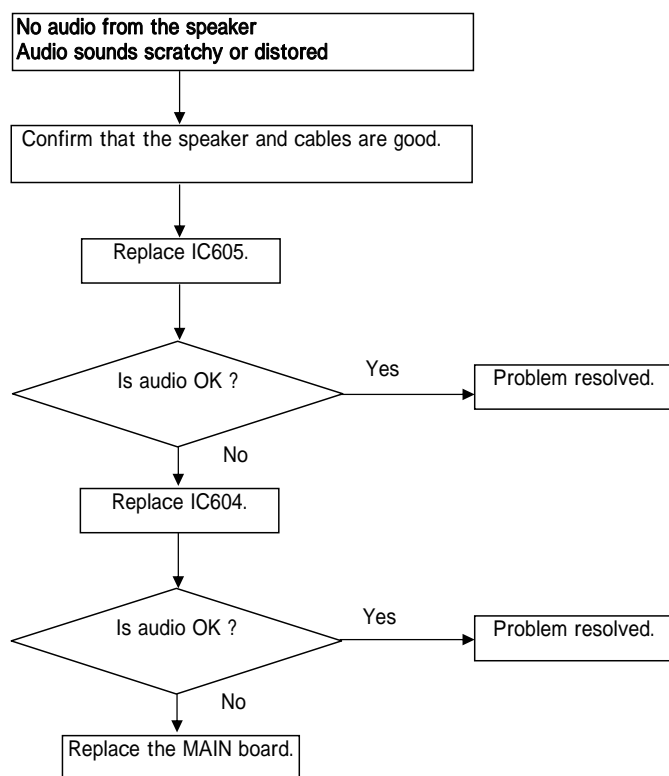 No audio from the speaker
Audio sounds scratchy or distored
Confirm that the speaker and cables are good.
Replace IC605.
Is audio OK ?
Yes
Problem resolved.
No
Replace IC604.
Is audio OK ?
Yes
Problem resolved.
No
Replace the MAIN board.